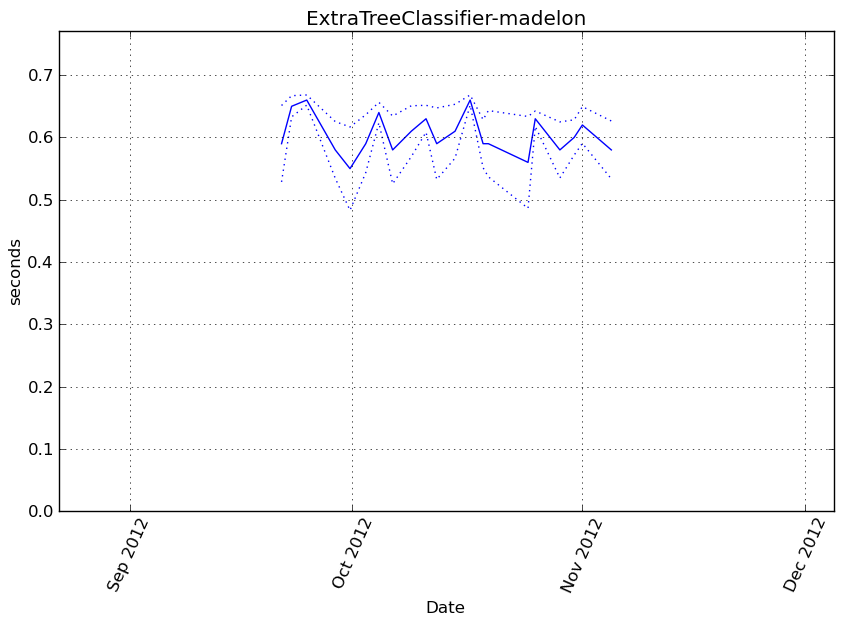 ExtraTreeClassifier-madelon
0.7
0.6
0.5
0.4
0.3
0.2
0.1
0.0
seconds
Sep 2012
Oct 2012
Nov 2012
Dec 2012
Date